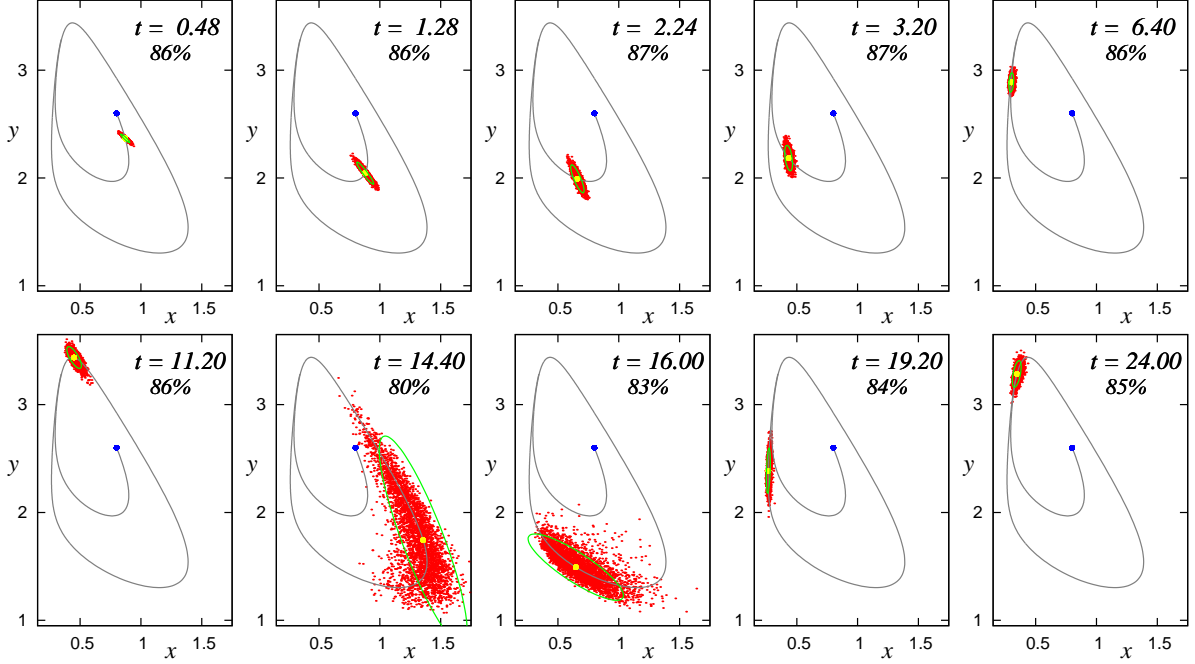 t = 0.48
86%
3
y
2
1
0.5 1 1.5
x
t = 1.28
86%
3
y
2
1
0.5 1 1.5
x
t = 2.24
87%
3
y
2
1
0.5 1 1.5
x
t = 3.20
87%
3
y
2
1
0.5 1 1.5
x
t = 6.40
86%
3
y
2
1
0.5 1 1.5
x
t = 11.20
86%
3
y
2
1
0.5 1 1.5
x
t = 14.40
80%
3
y
2
1
0.5 1 1.5
x
t = 16.00
83%
3
y
2
1
0.5 1 1.5
x
t = 19.20
84%
3
y
2
1
0.5 1 1.5
x
t = 24.00
85%
3
y
2
1
0.5 1 1.5
x